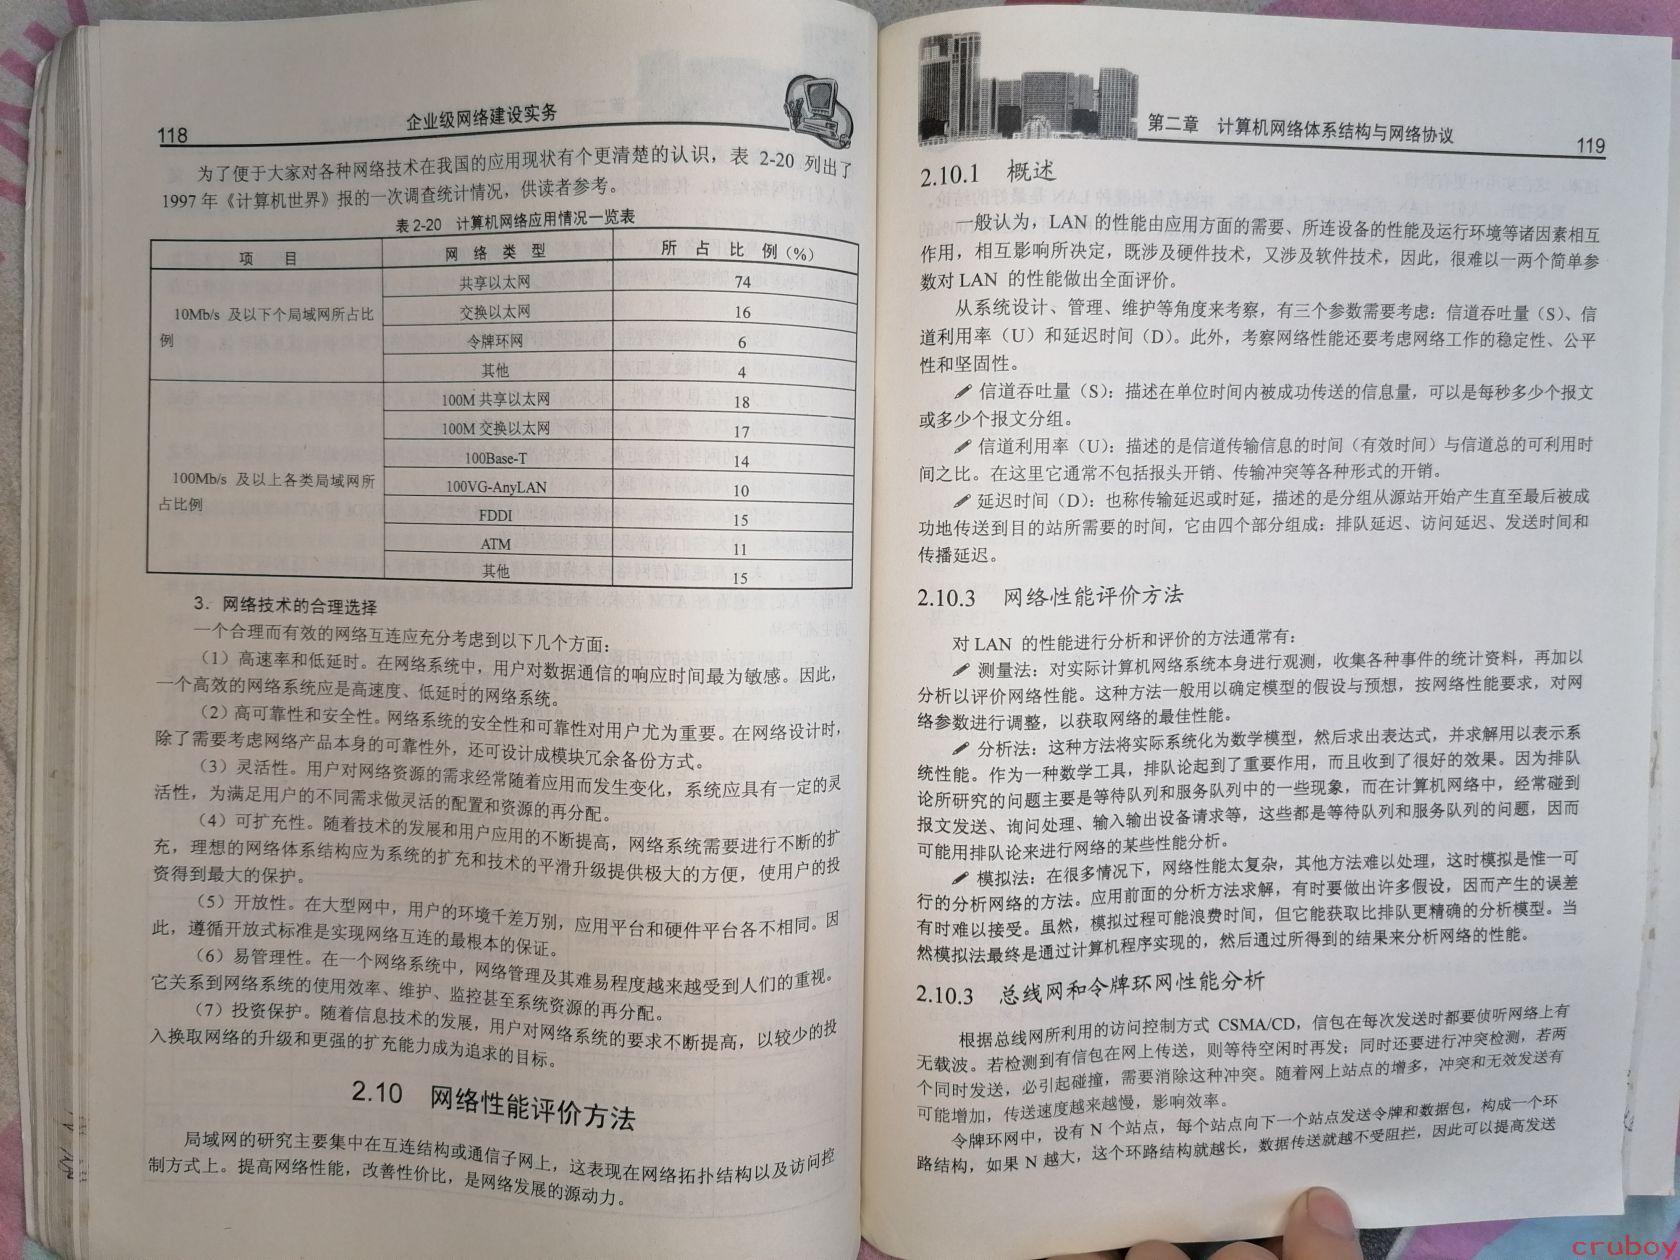 118
企业级网络建设实务
为了便于大家对各种网络技术在我国的应用现状有个更清楚的认识，表 2-20 列出了
1997 年《计算机世界》报的一次调查统计情况，供读者参考。
表 2-20 计算机网络应用情况一览表
项 目 网 络 类 型 所 占 比 例（%）
10Mb/s 及以下个局域网所占比
例
共享以太网 74
交换以太网 16
令牌环网 6
其他 4
100Mb/s 及以上各类局域网所
占比例
100M 共享以太网 18
100M 交换以太网 17
100Base-T 14
100VG-AnyLAN 10
FDDI 15
ATM 11
其他 15
3．网络技术的合理选择
一个合理而有效的网络互连应充分考虑到以下几个方面：
（1）高速率和低延时。在网络系统中，用户对数据通信的响应时间最为敏感。因此，
一个高效的网络系统应是高速度、低延时的网络系统。
（2）高可靠性和安全性。网络系统的安全性和可靠性对用户尤为重要。在网络设计时，
除了需要考虑网络产品本身的可靠性外，还可设计成模块冗余备份方式。
（3）灵活性。用户对网络资源的需求经常随着应用而发生变化，系统应具有一定的灵
活性，为满足用户的不同需求做灵活的配置和资源的再分配。
（4）可扩充性。随着技术的发展和用户应用的不断提高，网络系统需要进行不断的扩
充，理想的网络体系结构应为系统的扩充和技术的平滑升级提供极大的方便，使用户的投
资得到最大的保护。
（5）开放性。在大型网中，用户的环境千差万别，应用平台和硬件平台各不相同。因
此，遵循开放式标准是实现网络互连的最根本的保证。
（6）易管理性。在一个网络系统中，网络管理及其难易程度越来越受到人们的重视。
它关系到网络系统的使用效率、维护、监控甚至系统资源的再分配。
（7）投资保护。随着信息技术的发展，用户对网络系统的要求不断提高，以较少的投
入换取网络的升级和更强的扩充能力成为追求的目标。
2.10 网络性能评价方法
局域网的研究主要集中在互连结构或通信子网上，这表现在网络拓扑结构以及访问控
制方式上。提高网络性能，改善性价比，是网络发展的源动力。
第二章 计算机网络体系结构与网络协议
119
2.10.1 概述
一般认为，LAN 的性能由应用方面的需要、所连设备的性能及运行环境等诸因素相互
作用，相互影响所决定，既涉及硬件技术，又涉及软件技术，因此，很难以一两个简单参
数对 LAN 的性能做出全面评价。
从系统设计、管理、维护等角度来考察，有三个参数需要考虑：信道吞吐量（S）、信
道利用率（U）和延迟时间（D）。此外，考察网络性能还要考虑网络工作的稳定性、公平
性和坚固性。
信道吞吐量（S）：描述在单位时间内被成功传送的信息量，可以是每秒多少个报文
或多少个报文分组。
信道利用率（U）：描述的是信道传输信息的时间（有效时间）与信道总的可利用时
间之比。在这里它通常不包括报头开销、传输冲突等各种形式的开销。
延迟时间（D）：也称传输延迟或时延，描述的是分组从源站开始产生直至最后被成
功地传送到目的站所需要的时间，它由四个部分组成：排队延迟、访问延迟、发送时间和
传播延迟。
2.10.3 网络性能评价方法
对 LAN 的性能进行分析和评价的方法通常有：
测量法：对实际计算机网络系统本身进行观测，收集各种事件的统计资料，再加以
分析以评价网络性能。这种方法一般用以确定模型的假设与预想，按网络性能要求，对网
络参数进行调整，以获取网络的最佳性能。
分析法：这种方法将实际系统化为数学模型，然后求出表达式，并求解用以表示系
统性能。作为一种数学工具，排队论起到了重要作用，而且收到了很好的效果。因为排队
论所研究的问题主要是等待队列和服务队列中的一些现象，而在计算机网络中，经常碰到
报文发送、询问处理、输入输出设备请求等，这些都是等待队列和服务队列的问题，因而
可能用排队论来进行网络的某些性能分析。
模拟法：在很多情况下，网络性能太复杂，其他方法难以处理，这时模拟是惟一可
行的分析网络的方法。应用前面的分析方法求解，有时要做出许多假设，因而产生的误差
有时难以接受。虽然，模拟过程可能浪费时间，但它能获取比排队更精确的分析模型。当
然模拟法最终是通过计算机程序实现的，然后通过所得到的结果来分析网络的性能。
2.10.3 总线网和令牌环网性能分析
根据总线网所利用的访问控制方式 CSMA/CD，信包在每次发送时都要侦听网络上有
无载波。若检测到有信包在网上传送，则等待空闲时再发；同时还要进行冲突检测，若两
个同时发送，必引起碰撞，需要消除这种冲突。随着网上站点的增多，冲突和无效发送有
可能增加，传送速度越来越慢，影响效率。
令牌环网中，设有 N 个站点，每个站点向下一个站点发送令牌和数据包，构成一个环
路结构，如果 N 越大，这个环路结构就越长，数据传送就越不受阻拦，因此可以提高发送
cruboy